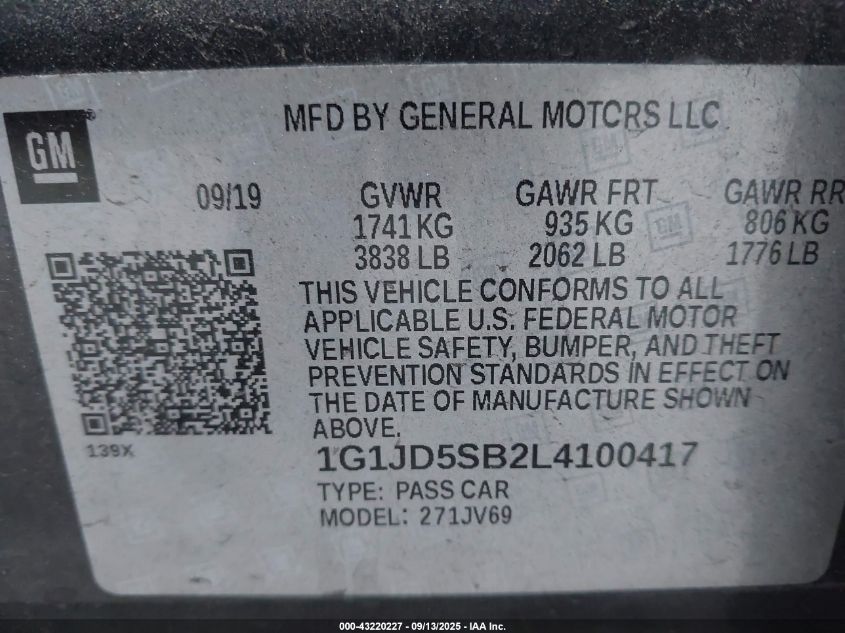 MFD BY GENERAL MOTORS LLC
GM
09/19 GVWR GAWR FRT GAWR RR
1741 KG 935 KG 806 KG
3838 LB 2062 LB 1776 LB
THIS VEHICLE CONFORMS TO ALL
APPLICABLE U.S. FEDERAL MOTOR
VEHICLE SAFETY, BUMPER, AND THEFT
PREVENTION STANDARDS IN EFFECT ON
THE DATE OF MANUFACTURE SHOWN
ABOVE.
139X
1G1JD5SB2L4100417
TYPE: PASS CAR
MODEL: 271JV69
000-43220227 - 09/13/2025 - IAA Inc.